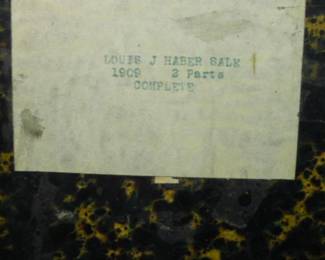 LOUIS J HABER SALE
1909 2 Parts
COMPLETE